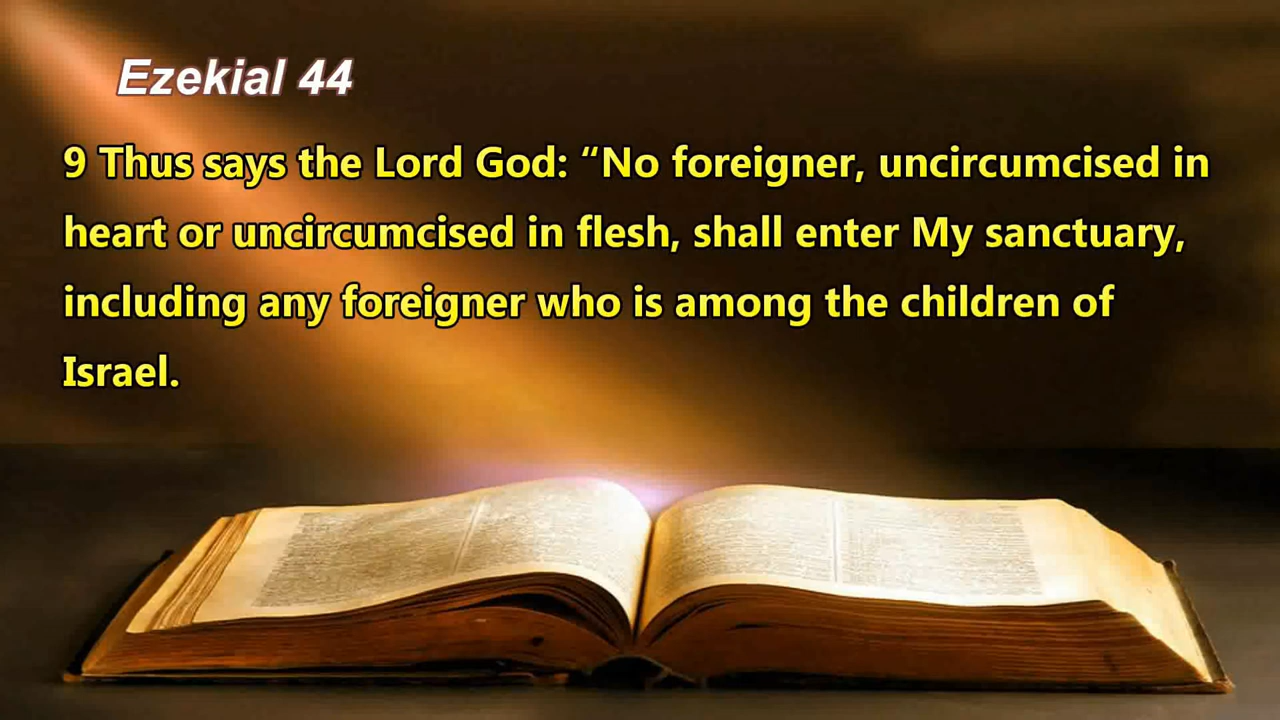 Ezekial 44
9 Thus says the Lord God: “No foreigner, uncircumcised in
heart or uncircumcised in flesh, shall enter My sanctuary,
including any foreigner who is among the children of
Israel.